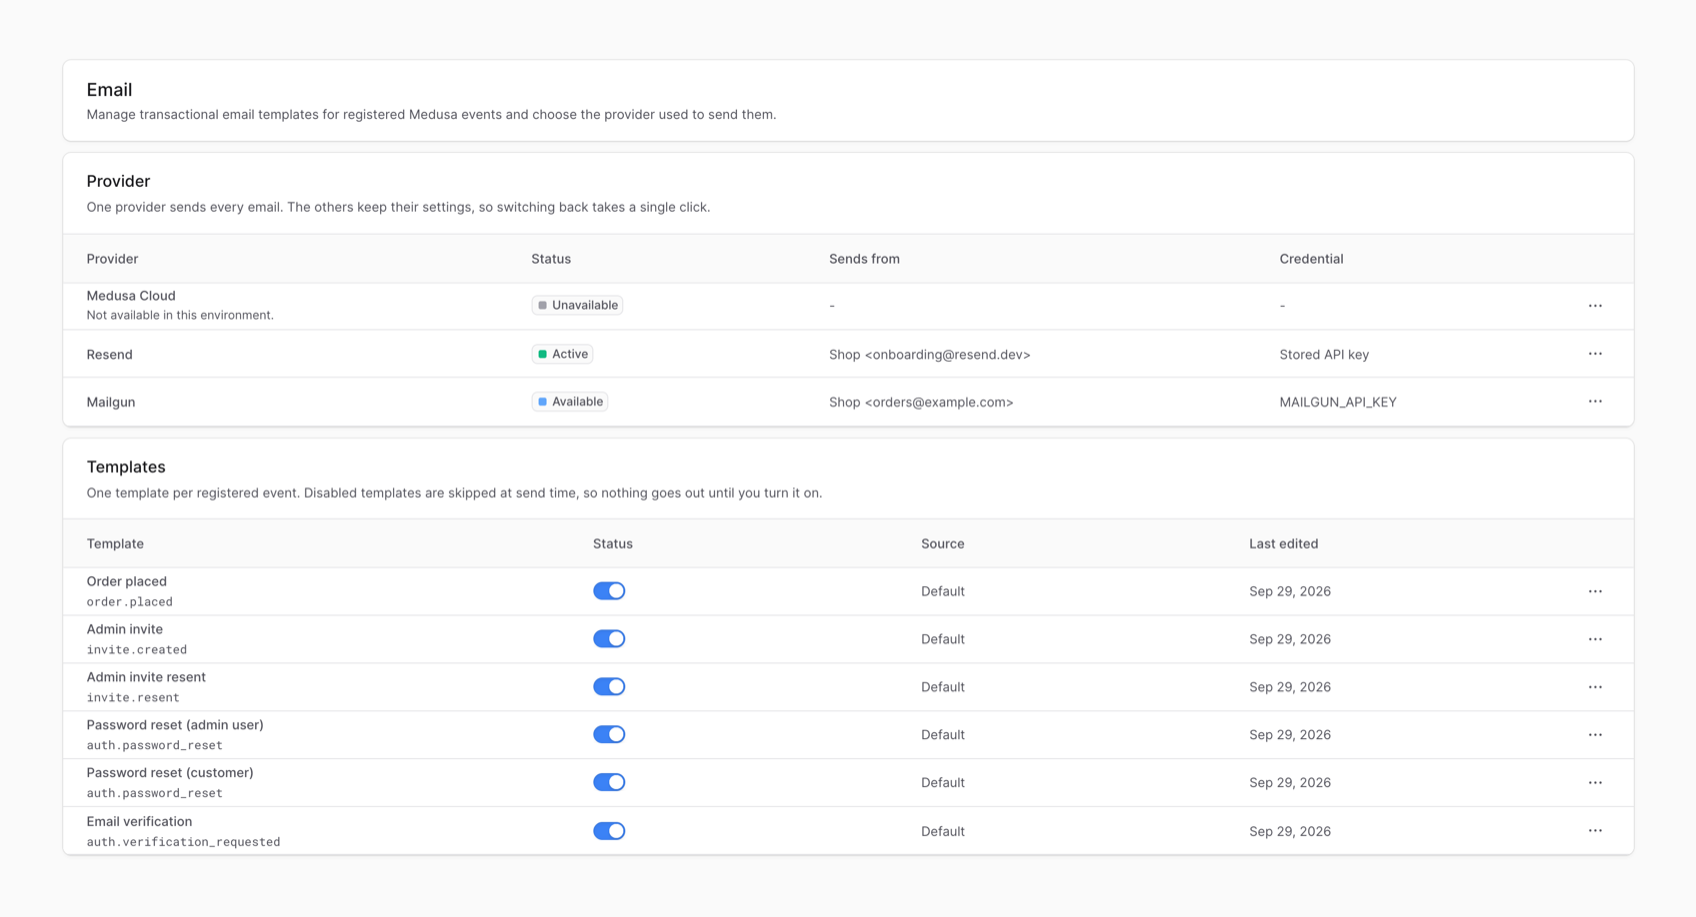 Email
Manage transactional email templates for registered Medusa events and choose the provider used to send them.
Provider
One provider sends every email. The others keep their settings, so switching back takes a single click.
Provider Status Sends from Credential
Medusa Cloud
Not available in this environment.
Unavailable - - ...
Resend Active Shop <onboarding@resend.dev> Stored API key ...
Mailgun Available Shop <orders@example.com> MAILGUN_API_KEY ...
Templates
One template per registered event. Disabled templates are skipped at send time, so nothing goes out until you turn it on.
Template Status Source Last edited
Order placed
order.placed
Default Sep 29, 2026 ...
Admin invite
invite.created
Default Sep 29, 2026 ...
Admin invite resent
invite.resent
Default Sep 29, 2026 ...
Password reset (admin user)
auth.password_reset
Default Sep 29, 2026 ...
Password reset (customer)
auth.password_reset
Default Sep 29, 2026 ...
Email verification
auth.verification_requested
Default Sep 29, 2026 ...